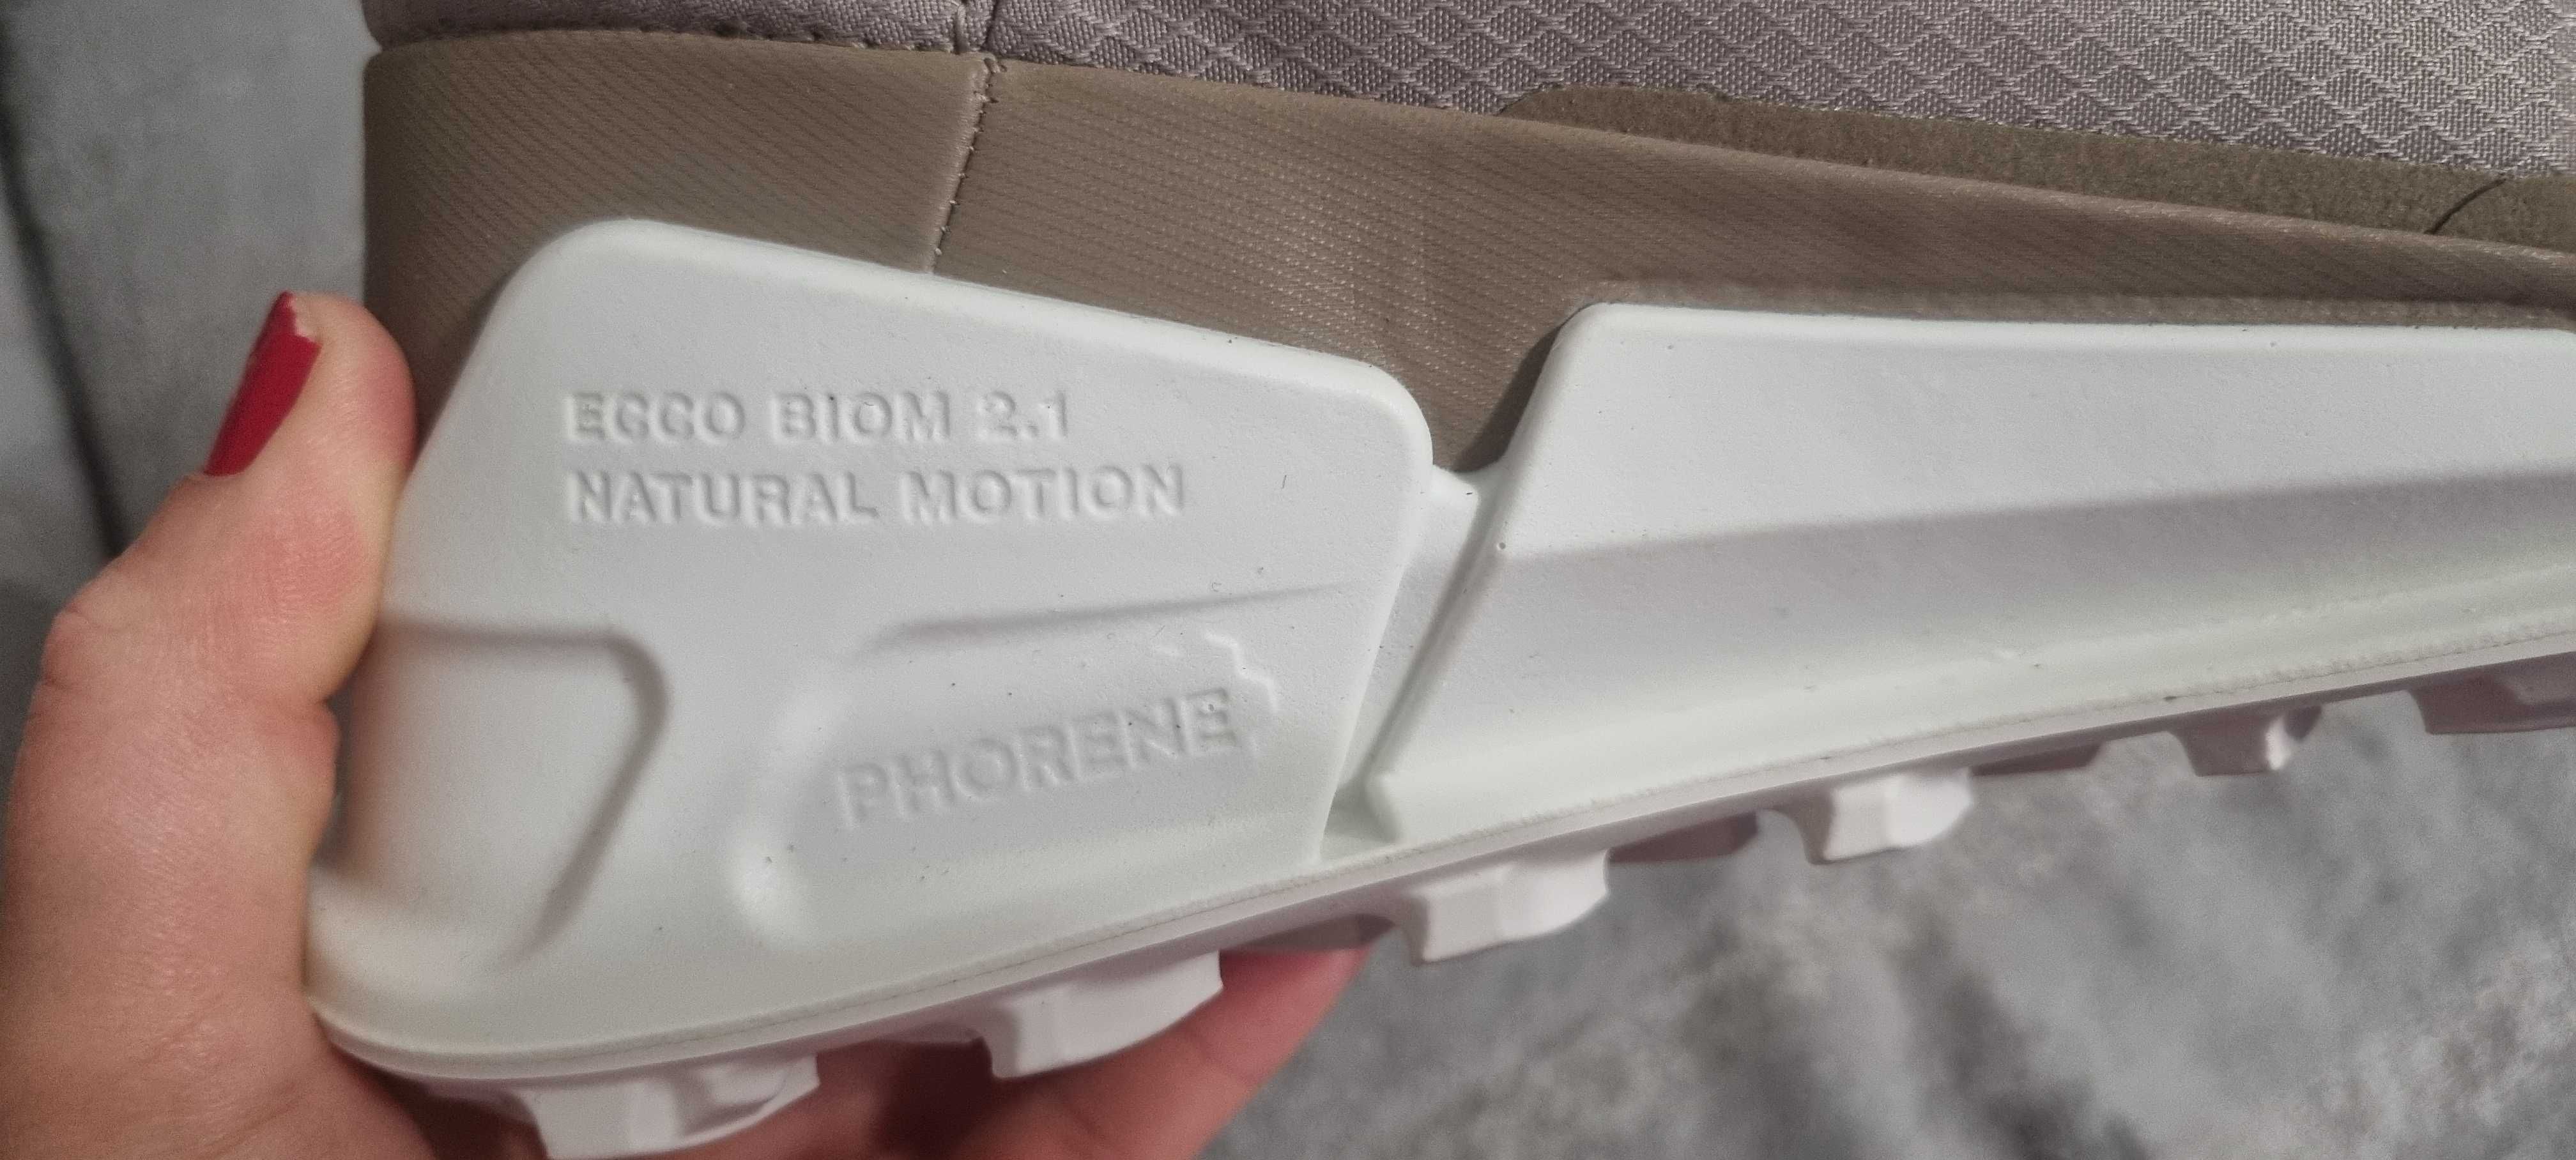 ECCO BIOM 2.1
NATURAL MOTION
PHORENE